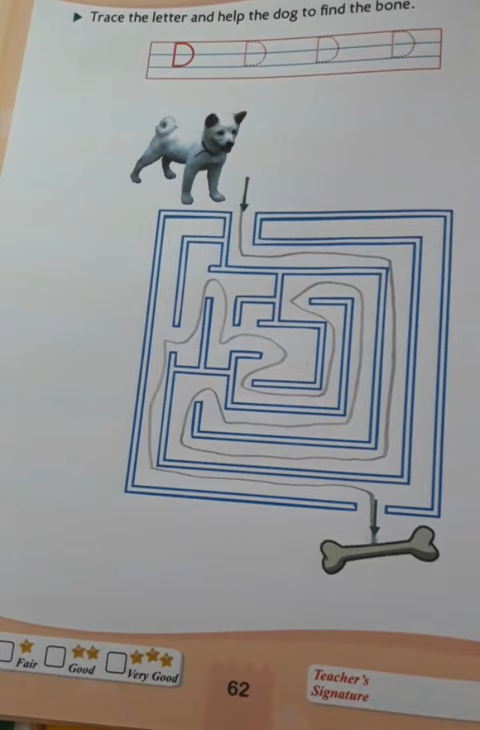 ▶ Trace the letter and help the dog to find the bone.
D D D D
Fair Good Very Good
62
Teacher's
Signature